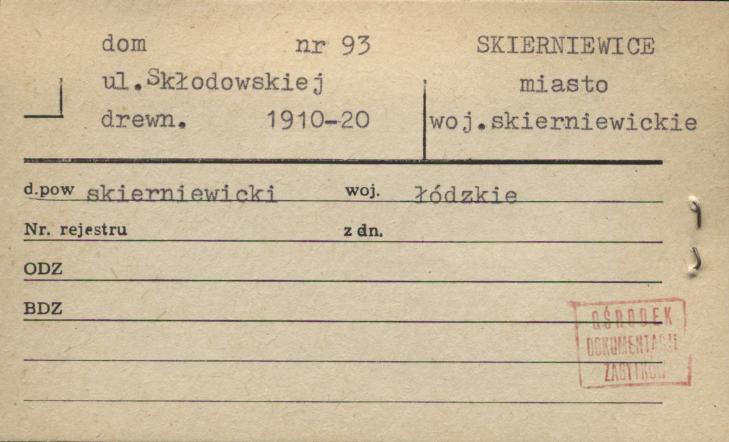 dom nr 93 SKIERNIEWICE
ul.Skłodowskiej miasto
drewn. 1910-20 woj.skierniewickie
d.pow skierniewicki woj. łódzkie
Nr. rejestru z dn.
ODZ
BDZ
OŚRODEK
DOKUMENTACJI
ZABYTKÓW